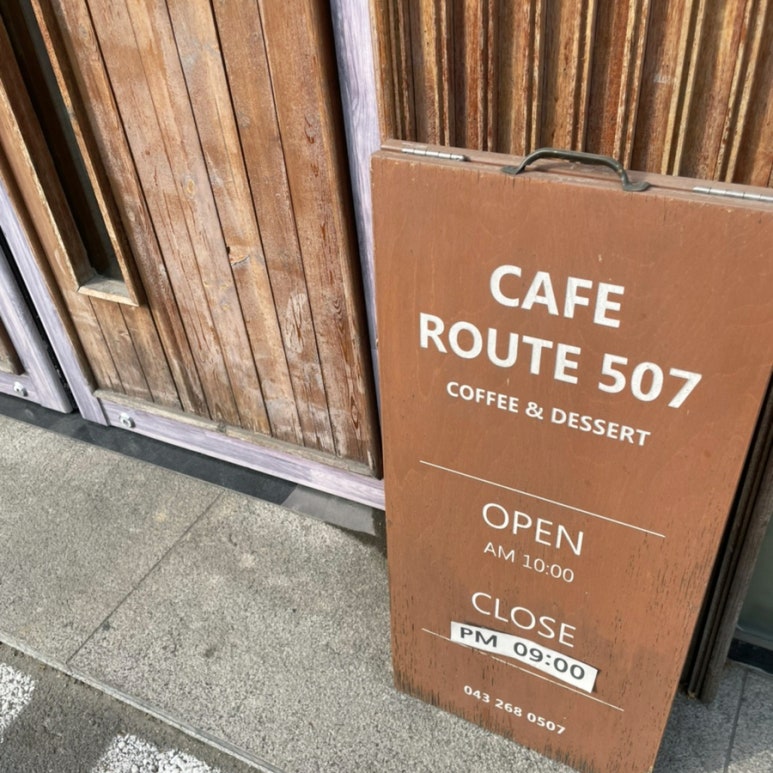 CAFE
ROUTE 507
COFFEE & DESSERT
OPEN
AM 10:00
CLOSE
PM 09:00
043 268 0507